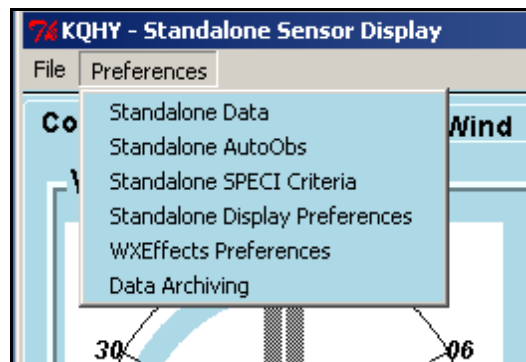 KQHY - Standalone Sensor Display
File Preferences
Standalone Data
Co
Wind
Standalone AutoObs
Standalone SPECI Criteria
Standalone Display Preferences
WXEffects Preferences
Data Archiving
30
06